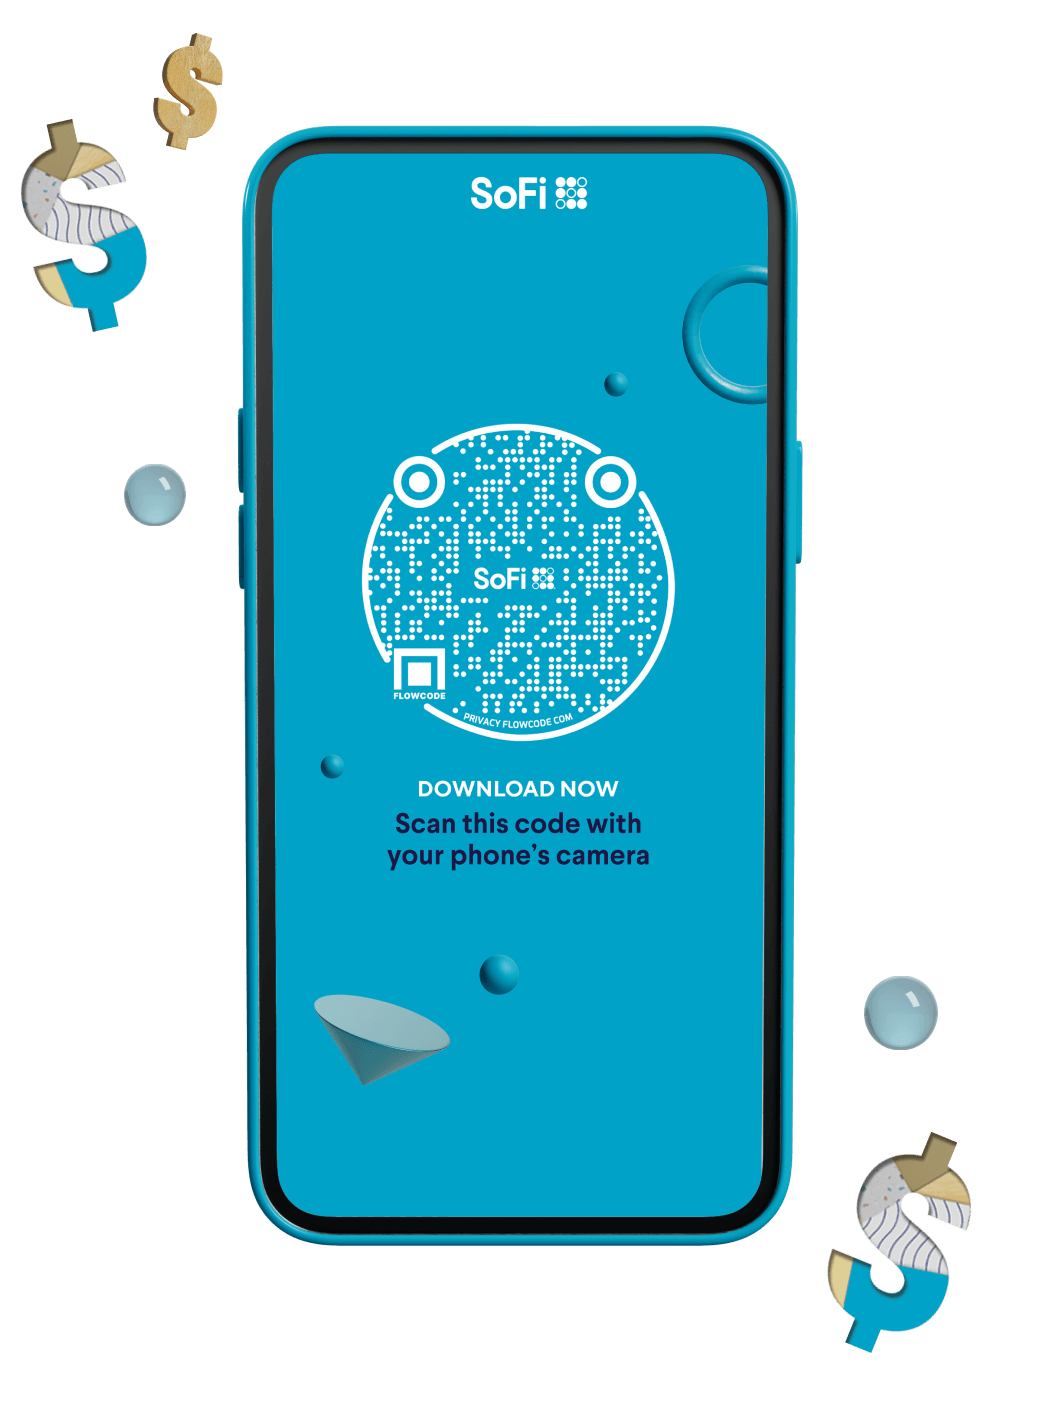 SoFi
SoFi
FLOWCODE
PRIVACY.FLOWCODE.COM
DOWNLOAD NOW
Scan this code with
your phone’s camera